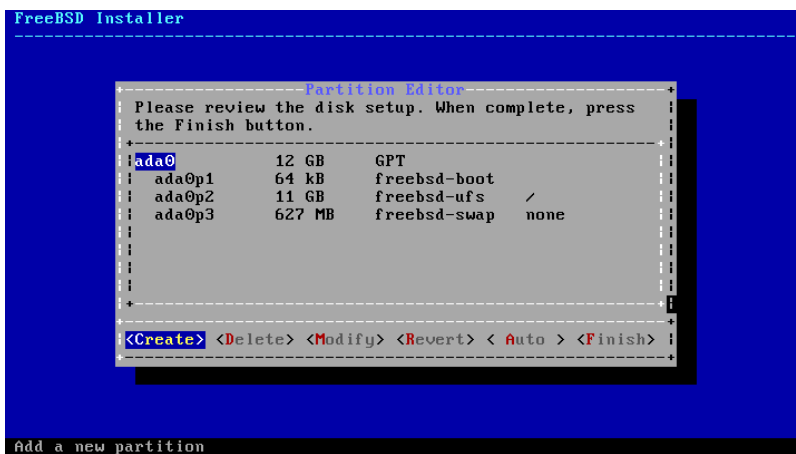 FreeBSD Installer
Partition Editor
Please review the disk setup. When complete, press
the Finish button.
ada0 12 GB GPT
ada0p1 64 kB freebsd-boot
ada0p2 11 GB freebsd-ufs /
ada0p3 627 MB freebsd-swap none
<Create> <Delete> <Modify> <Revert> < Auto > <Finish>
Add a new partition